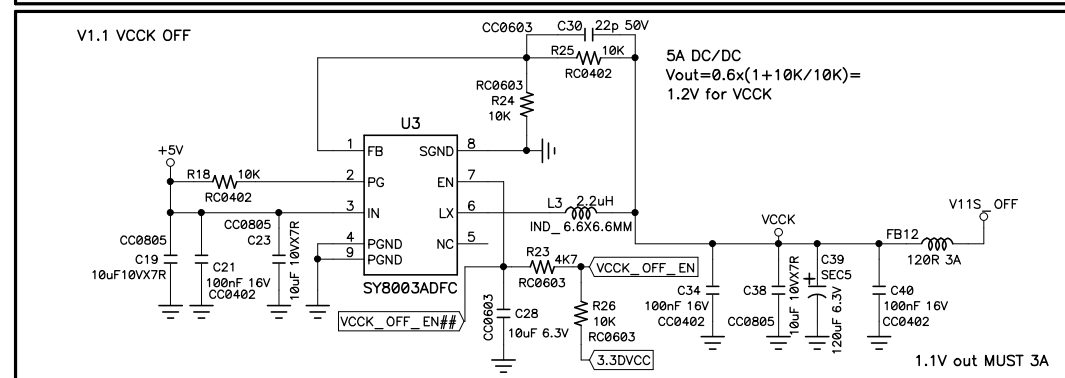 V1.1 VCCK OFF
CC0603
C30 22p 50V
R25 10K
RC0402
5A DC/DC
Vout=0.6x(1+10K/10K)=
1.2V for VCCK
RC0603
R24
10K
U3
1 FB
SGND 8
2 PG
EN 7
3 IN
LX 6
4 PGND
NC 5
9 PGND
SY8003ADFC
+5V
R18 10K
RC0402
CC0805
C19
10uF10VX7R
C21
100nF 16V
CC0402
CC0805
C23
10uF 10VX7R
L3 2.2uH
IND_6.6X6.6MM
R23 4K7
RC0603
VCCK_OFF_EN
VCCK_OFF_EN##
CC0603
C28
10uF 6.3V
R26
10K
RC0603
3.3DVCC
C34
100nF 16V
CC0402
VCCK
C38
CC0805
10uF 10VX7R
C39
SEC5
+
120uF 6.3V
C40
100nF 16V
CC0402
FB12
120R 3A
V11S_OFF
1.1V out MUST 3A